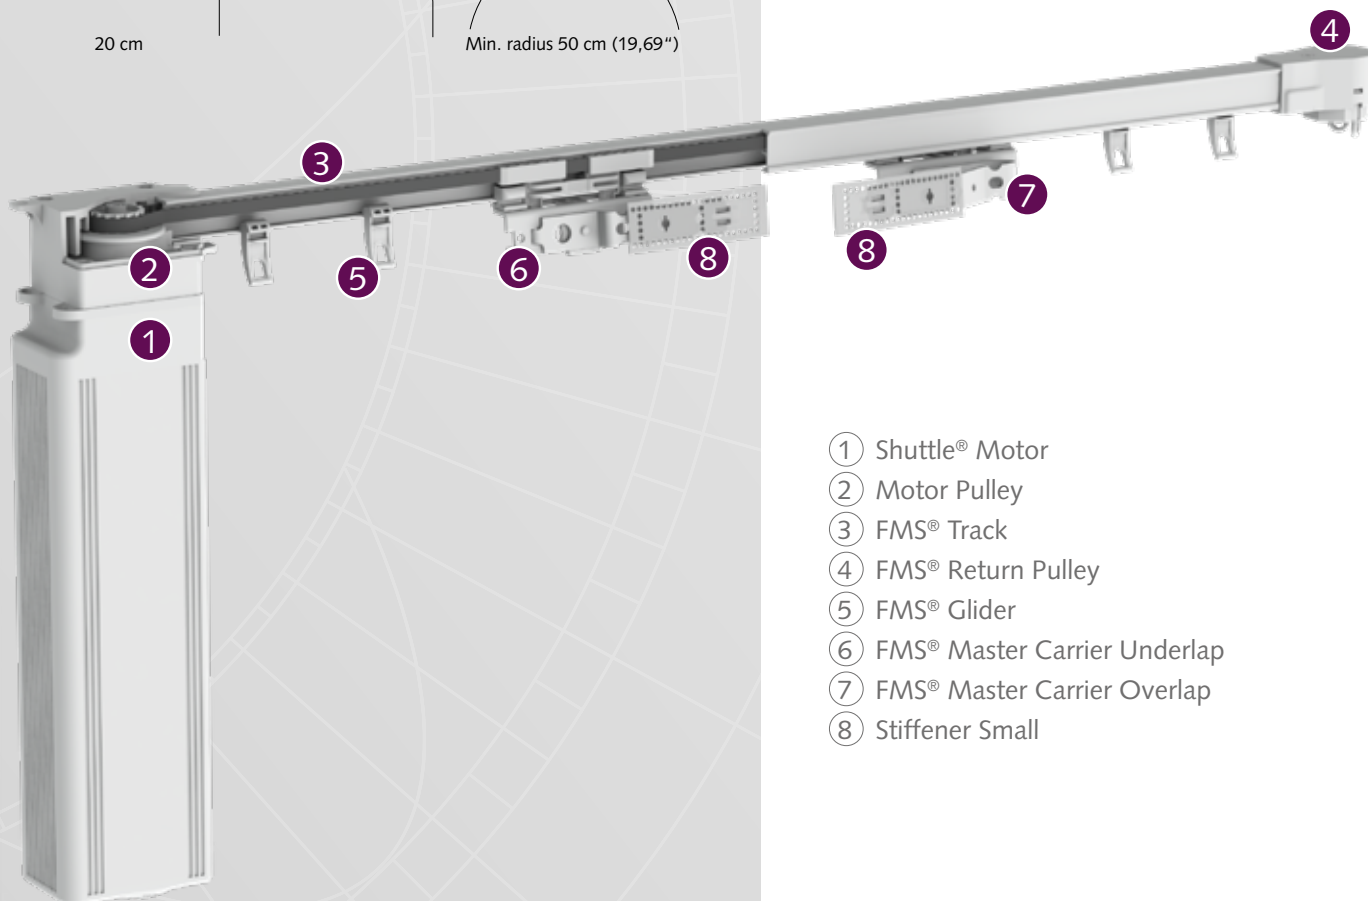 20 cm
Min. radius 50 cm (19,69“)
4
3
7
2
5
6
8
8
1
1 Shuttle® Motor
2 Motor Pulley
3 FMS® Track
4 FMS® Return Pulley
5 FMS® Glider
6 FMS® Master Carrier Underlap
7 FMS® Master Carrier Overlap
8 Stiffener Small